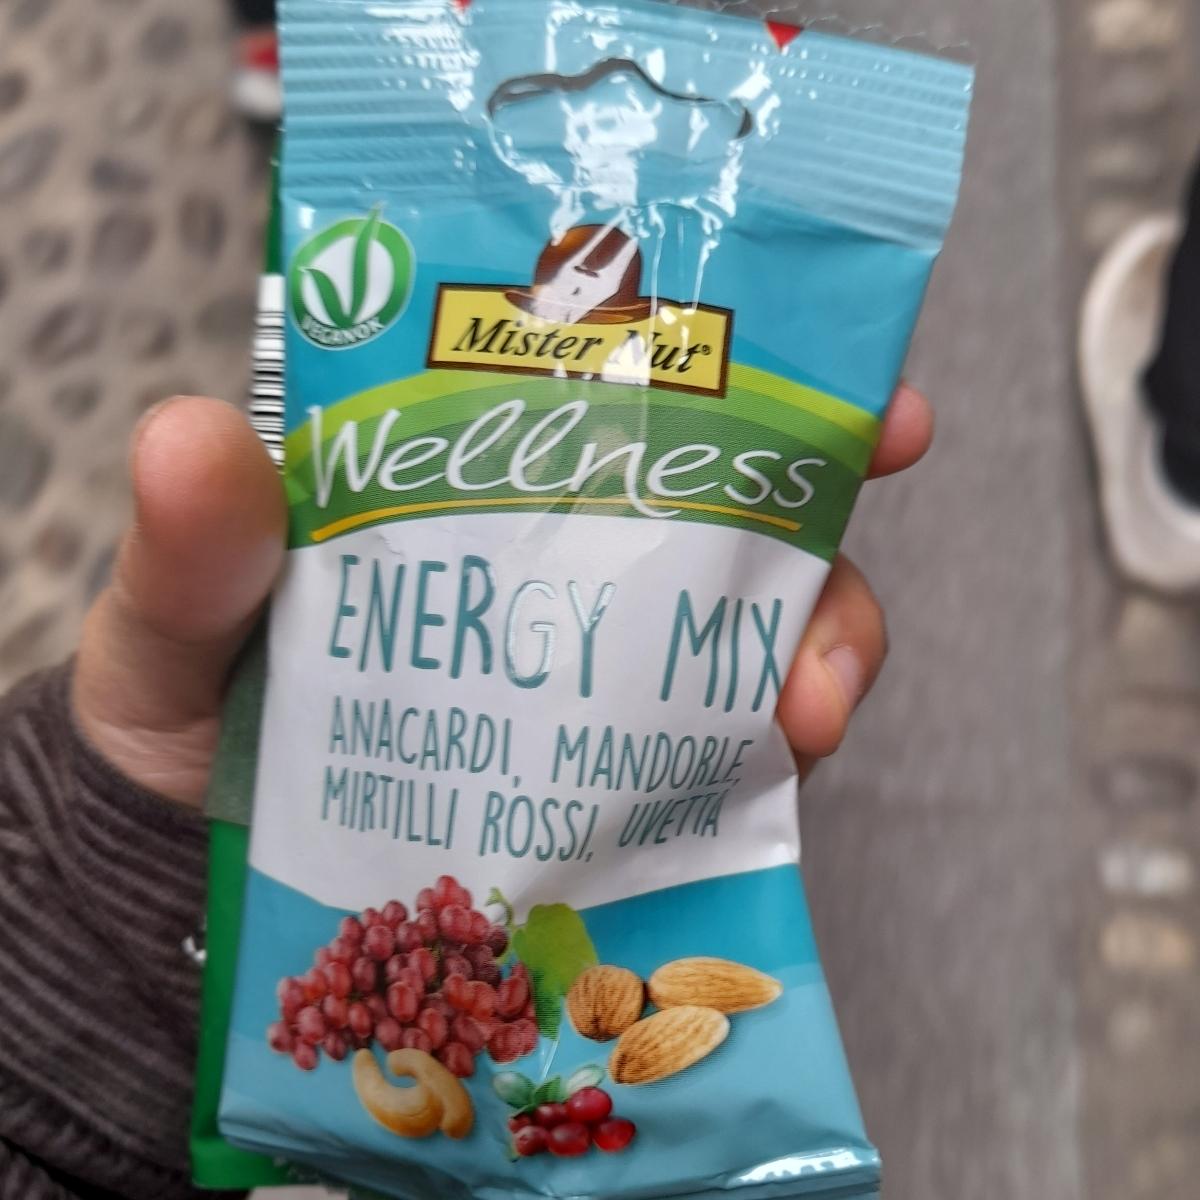 VEGANOK
Mister Nut®
Wellness
ENERGY MIX
ANACARDI, MANDORLE,
MIRTILLI ROSSI, UVETTA